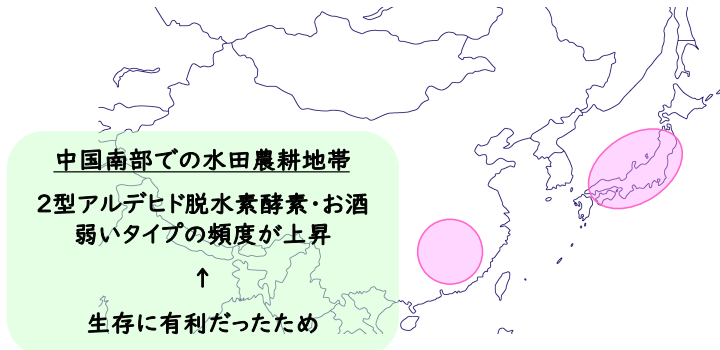 中国南部での水田農耕地帯
2型アルデヒド脱水素酵素・お酒
弱いタイプの頻度が上昇
↑
生存に有利だったため